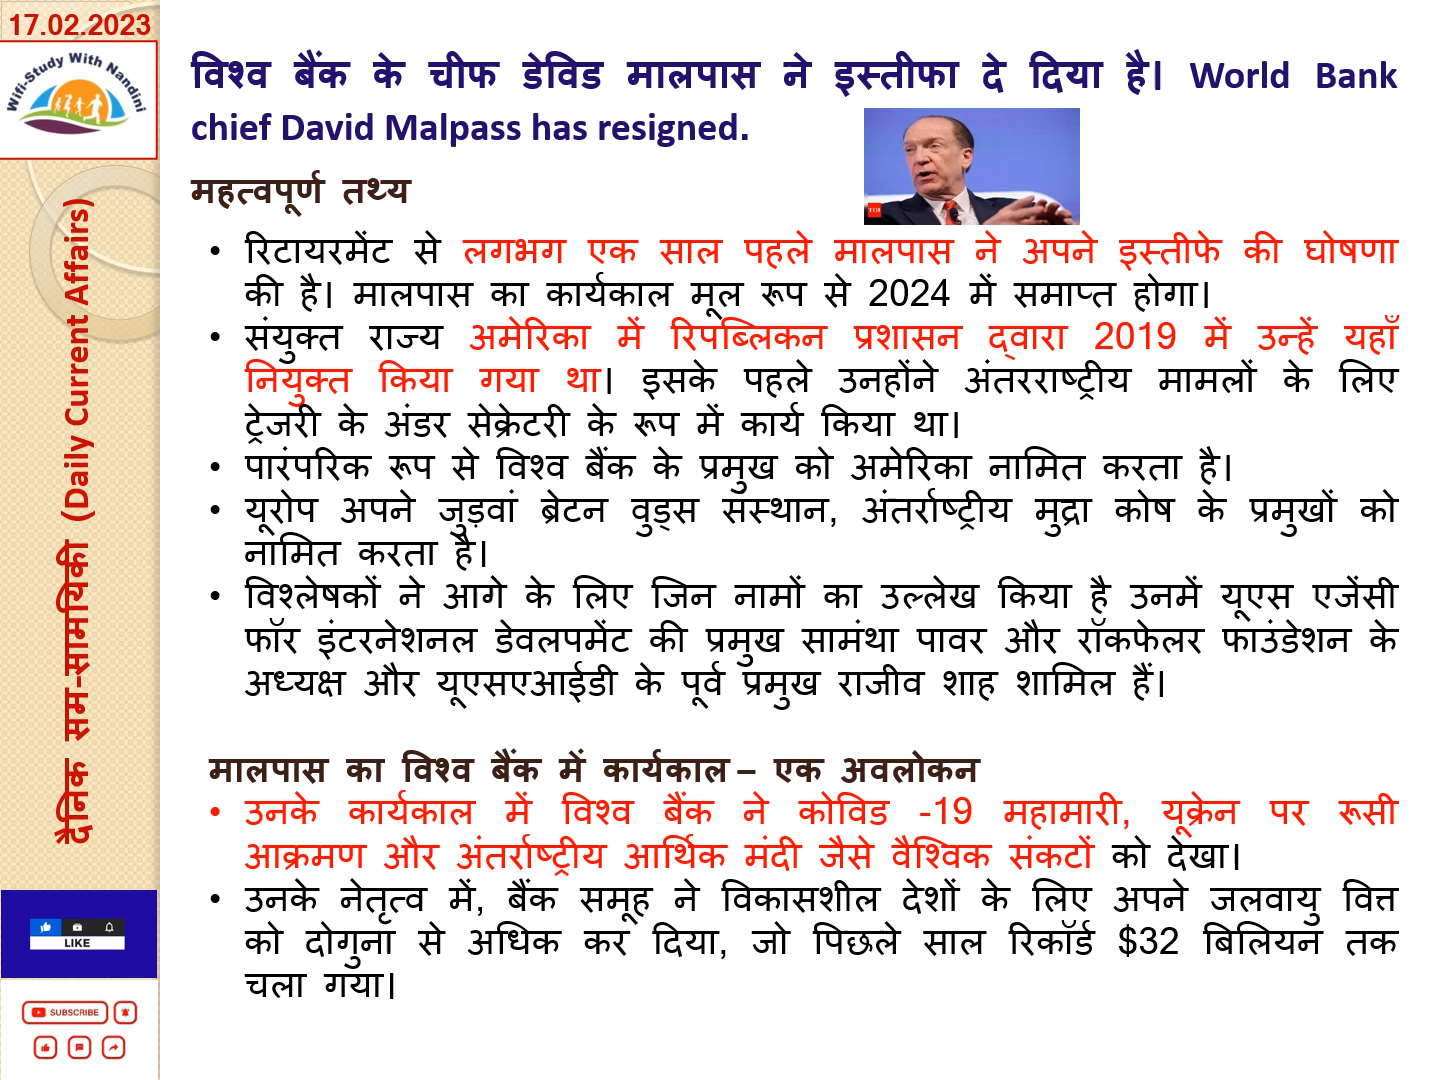 17.02.2023
Wifi-Study With Nandini
दैनिक सम-सामयिकी (Daily Current Affairs)
LIKE
SUBSCRIBE
विश्व बैंक के चीफ डेविड मालपास ने इस्तीफा दे दिया है। World Bank
chief David Malpass has resigned.
TOI
महत्वपूर्ण तथ्य
• रिटायरमेंट से लगभग एक साल पहले मालपास ने अपने इस्तीफे की घोषणा
की है। मालपास का कार्यकाल मूल रूप से 2024 में समाप्त होगा।
• संयुक्त राज्य अमेरिका में रिपब्लिकन प्रशासन द्वारा 2019 में उन्हें यहाँ
नियुक्त किया गया था। इसके पहले उनहोंने अंतरराष्ट्रीय मामलों के लिए
ट्रेजरी के अंडर सेक्रेटरी के रूप में कार्य किया था।
• पारंपरिक रूप से विश्व बैंक के प्रमुख को अमेरिका नामित करता है।
• यूरोप अपने जुड़वां ब्रेटन वुड्स संस्थान, अंतर्राष्ट्रीय मुद्रा कोष के प्रमुखों को
नामित करता है।
• विश्लेषकों ने आगे के लिए जिन नामों का उल्लेख किया है उनमें यूएस एजेंसी
फॉर इंटरनेशनल डेवलपमेंट की प्रमुख सामंथा पावर और रॉकफेलर फाउंडेशन के
अध्यक्ष और यूएसएआईडी के पूर्व प्रमुख राजीव शाह शामिल हैं।
मालपास का विश्व बैंक में कार्यकाल – एक अवलोकन
• उनके कार्यकाल में विश्व बैंक ने कोविड -19 महामारी, यूक्रेन पर रूसी
आक्रमण और अंतर्राष्ट्रीय आर्थिक मंदी जैसे वैश्विक संकटों को देखा।
• उनके नेतृत्व में, बैंक समूह ने विकासशील देशों के लिए अपने जलवायु वित्त
को दोगुना से अधिक कर दिया, जो पिछले साल रिकॉर्ड $32 बिलियन तक
चला गया।